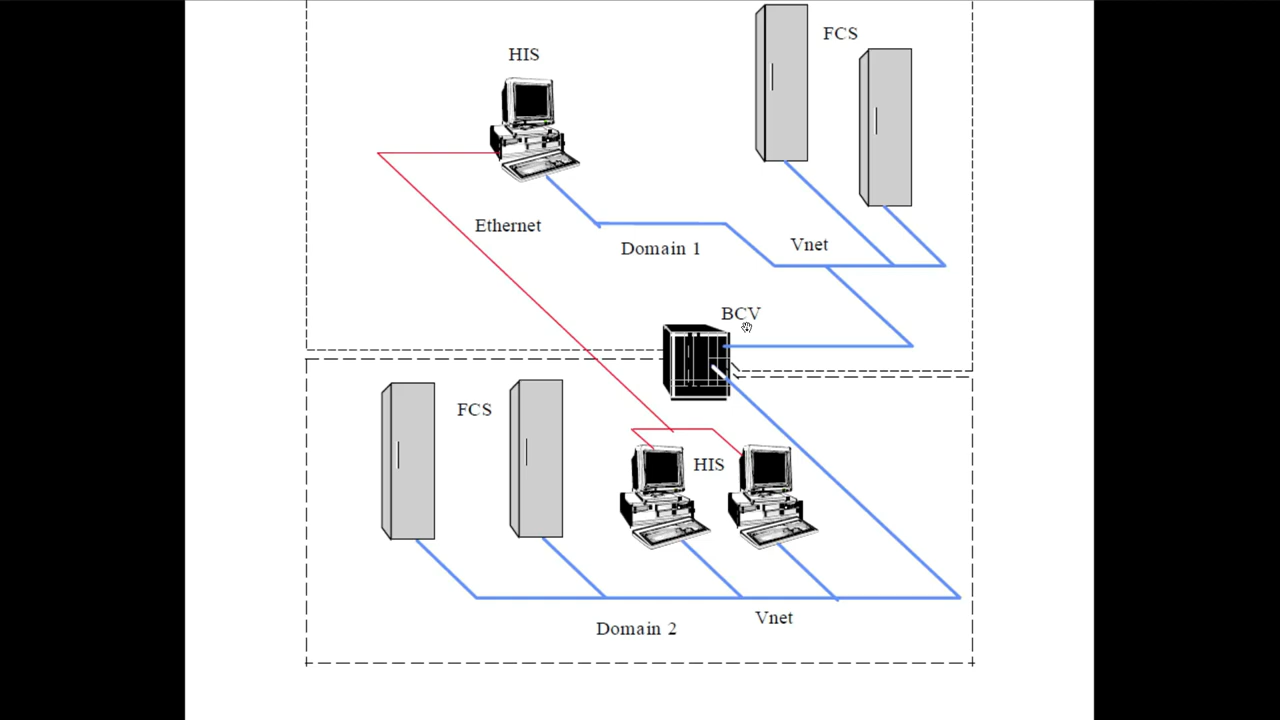 FCS
HIS
Ethernet
Domain 1
Vnet
BCV
FCS
HIS
Vnet
Domain 2